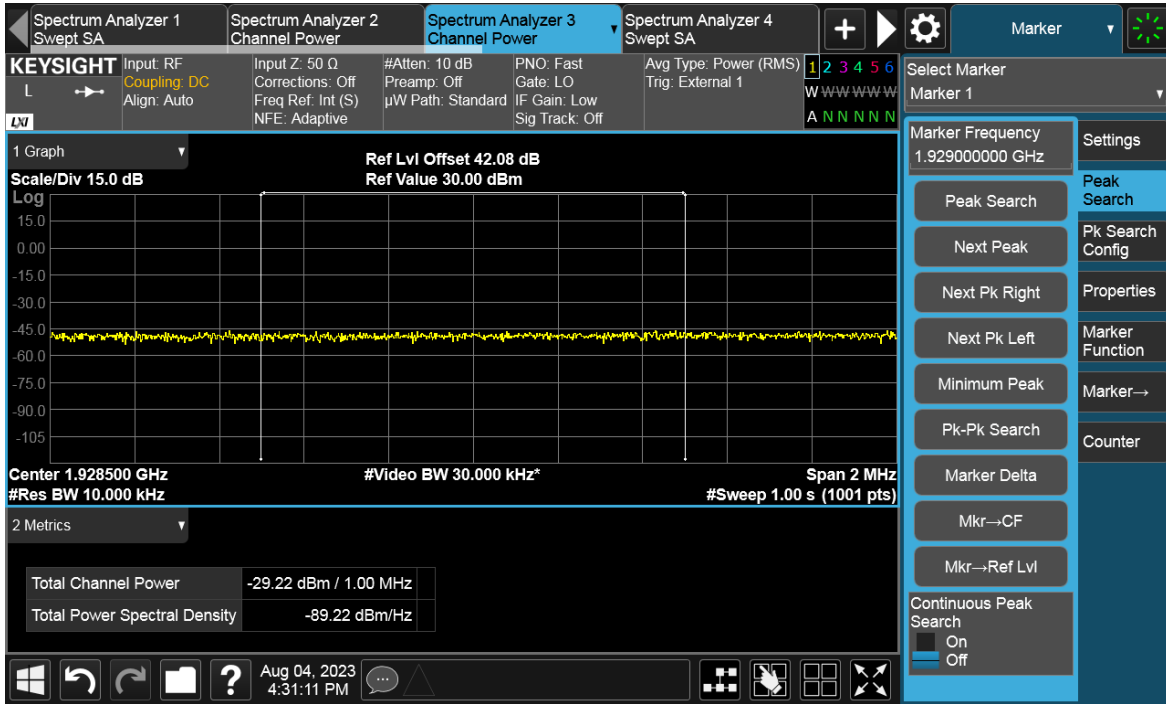 Spectrum Analyzer 1
Swept SA
Spectrum Analyzer 2
Channel Power
Spectrum Analyzer 3
Channel Power
Spectrum Analyzer 4
Swept SA
Marker
KEYSIGHT
L
LXI
Input: RF
Coupling: DC
Align: Auto
Input Z: 50 Ω
Corrections: Off
Freq Ref: Int (S)
NFE: Adaptive
#Atten: 10 dB
Preamp: Off
µW Path: Standard
PNO: Fast
Gate: LO
IF Gain: Low
Sig Track: Off
Avg Type: Power (RMS)
Trig: External 1
1 2 3 4 5 6
W W W W W W
A N N N N N
Select Marker
Marker 1
Marker Frequency
1.929000000 GHz
Peak Search
Next Peak
Next Pk Right
Next Pk Left
Minimum Peak
Pk-Pk Search
Marker Delta
Mkr→CF
Mkr→Ref Lvl
Continuous Peak
Search
On
Off
Settings
Peak
Search
Pk Search
Config
Properties
Marker
Function
Marker→
Counter
1 Graph
Scale/Div 15.0 dB
Ref Lvl Offset 42.08 dB
Ref Value 30.00 dBm
Log
15.0
0.00
-15.0
-30.0
-45.0
-60.0
-75.0
-90.0
-105
Center 1.928500 GHz
#Video BW 30.000 kHz*
Span 2 MHz
#Res BW 10.000 kHz
#Sweep 1.00 s (1001 pts)
2 Metrics
Total Channel Power -29.22 dBm / 1.00 MHz
Total Power Spectral Density -89.22 dBm/Hz
?
Aug 04, 2023
4:31:11 PM